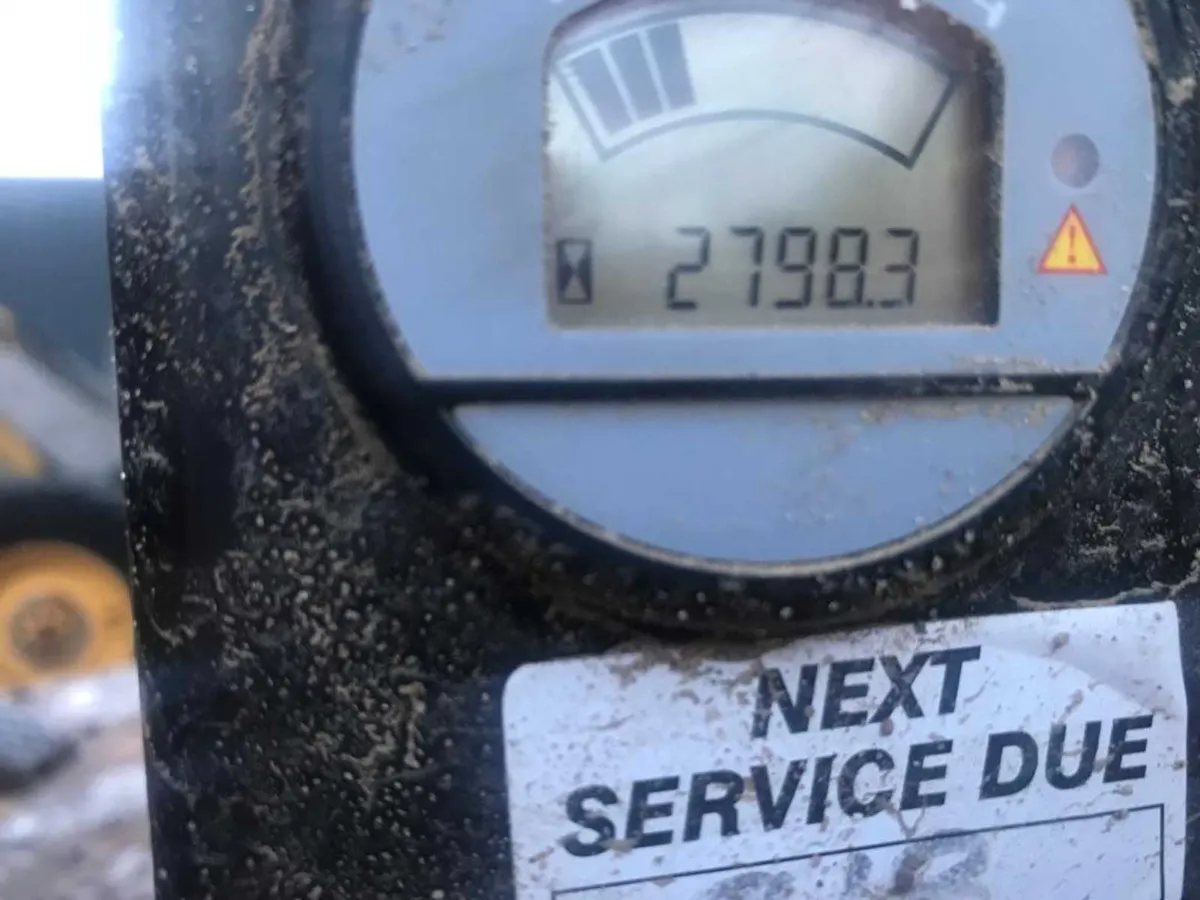 2798.3
NEXT
SERVICE DUE